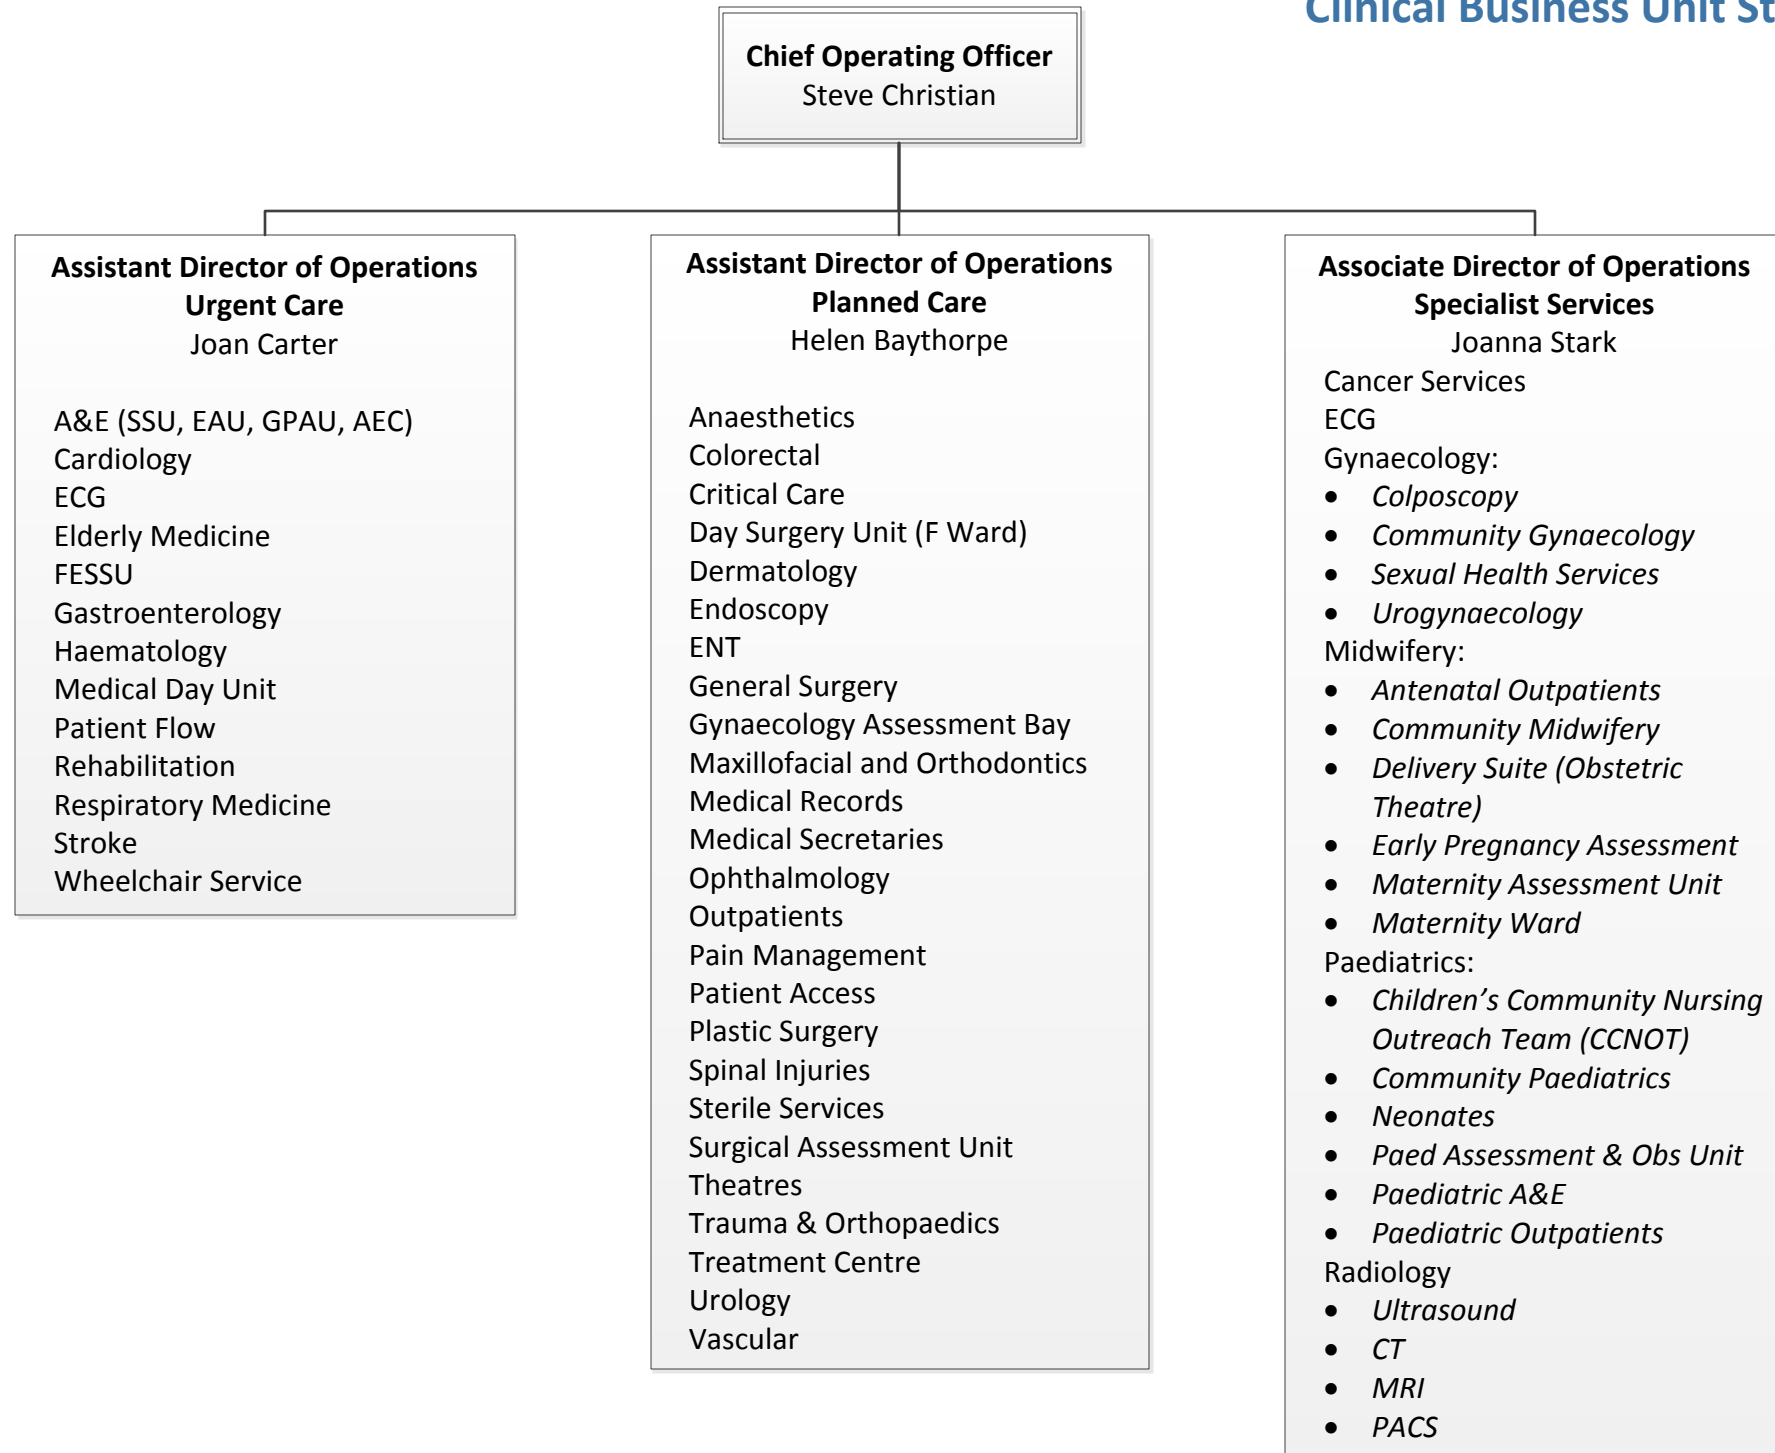 Clinical Business Unit St
Chief Operating Officer
Steve Christian
Assistant Director of Operations
Urgent Care
Joan Carter
A&E (SSU, EAU, GPAU, AEC)
Cardiology
ECG
Elderly Medicine
FESSU
Gastroenterology
Haematology
Medical Day Unit
Patient Flow
Rehabilitation
Respiratory Medicine
Stroke
Wheelchair Service
Assistant Director of Operations
Planned Care
Helen Baythorpe
Anaesthetics
Colorectal
Critical Care
Day Surgery Unit (F Ward)
Dermatology
Endoscopy
ENT
General Surgery
Gynaecology Assessment Bay
Maxillofacial and Orthodontics
Medical Records
Medical Secretaries
Ophthalmology
Outpatients
Pain Management
Patient Access
Plastic Surgery
Spinal Injuries
Sterile Services
Surgical Assessment Unit
Theatres
Trauma & Orthopaedics
Treatment Centre
Urology
Vascular
Associate Director of Operations
Specialist Services
Joanna Stark
Cancer Services
ECG
Gynaecology:
• Colposcopy
• Community Gynaecology
• Sexual Health Services
• Urogynaecology
Midwifery:
• Antenatal Outpatients
• Community Midwifery
• Delivery Suite (Obstetric
Theatre)
• Early Pregnancy Assessment
• Maternity Assessment Unit
• Maternity Ward
Paediatrics:
• Children’s Community Nursing
Outreach Team (CCNOT)
• Community Paediatrics
• Neonates
• Paed Assessment & Obs Unit
• Paediatric A&E
• Paediatric Outpatients
Radiology
• Ultrasound
• CT
• MRI
• PACS